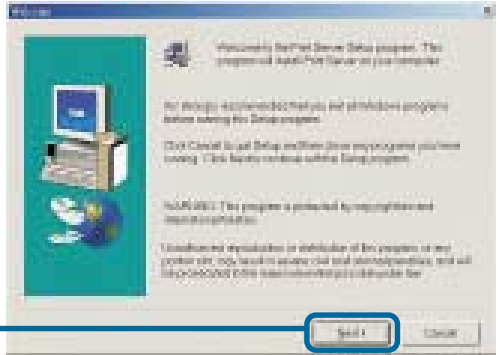 Welcome
Welcome to the Port Server Setup program. This
program will install Port Server on your computer.
It is strongly recommended that you exit all Windows programs
before running this Setup program.
Click Cancel to quit Setup and then close any programs you have
running. Click Next to continue with the Setup program.
WARNING: This program is protected by copyright law and
international treaties.
Unauthorized reproduction or distribution of this program, or any
portion of it, may result in severe civil and criminal penalties, and will
be prosecuted to the maximum extent possible under law.
Next >
Cancel